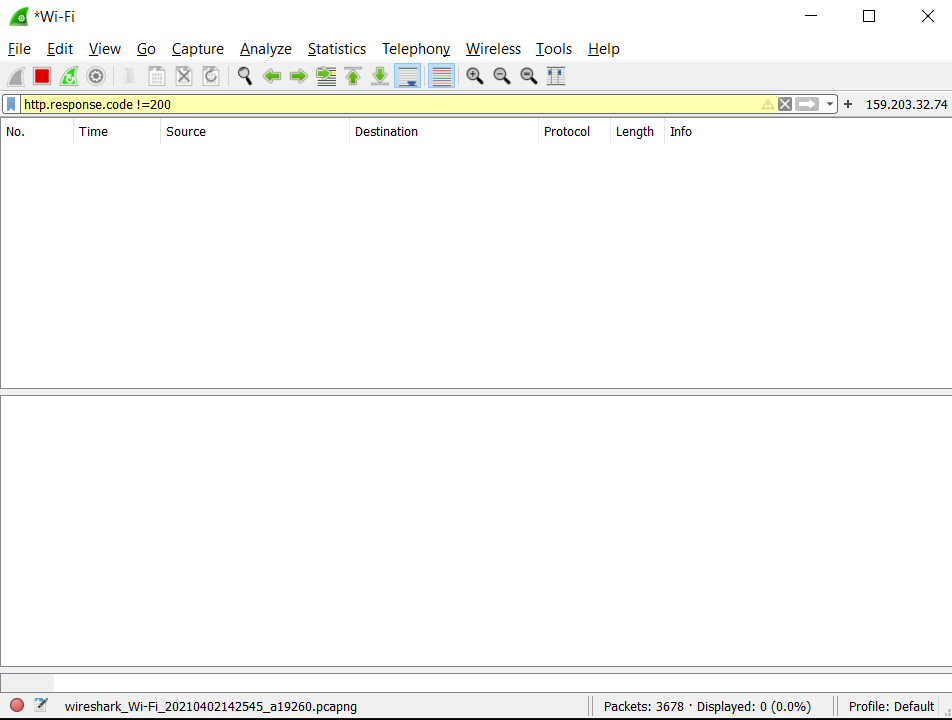 *Wi-Fi
File Edit View Go Capture Analyze Statistics Telephony Wireless Tools Help
http.response.code !=200 + 159.203.32.74
No. Time Source Destination Protocol Length Info
wireshark_Wi-Fi_20210402142545_a19260.pcapng Packets: 3678 · Displayed: 0 (0.0%) Profile: Default